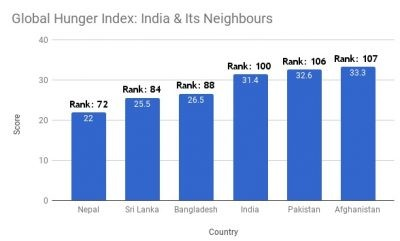 Global Hunger Index: India & Its Neighbours
40
30
20
10
0
Score
Rank: 72
22
Rank: 84
25.5
Rank: 88
26.5
Rank: 100
31.4
Rank: 106
32.6
Rank: 107
33.3
Nepal
Sri Lanka
Bangladesh
India
Pakistan
Afghanistan
Country